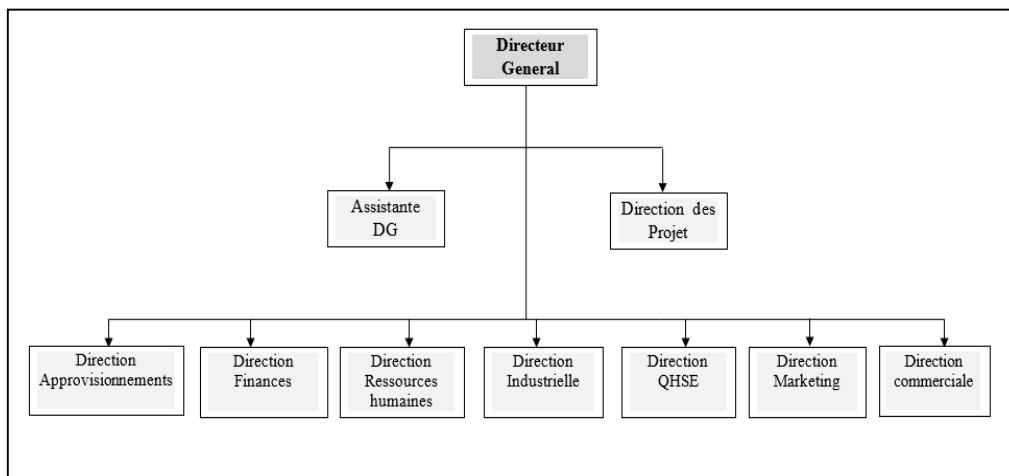 Directeur
General
Assistante
DG
Direction des
Projet
Direction
Approvisionnements
Direction
Finances
Direction
Ressources
humaines
Direction
Industrielle
Direction
QHSE
Direction
Marketing
Direction
commerciale